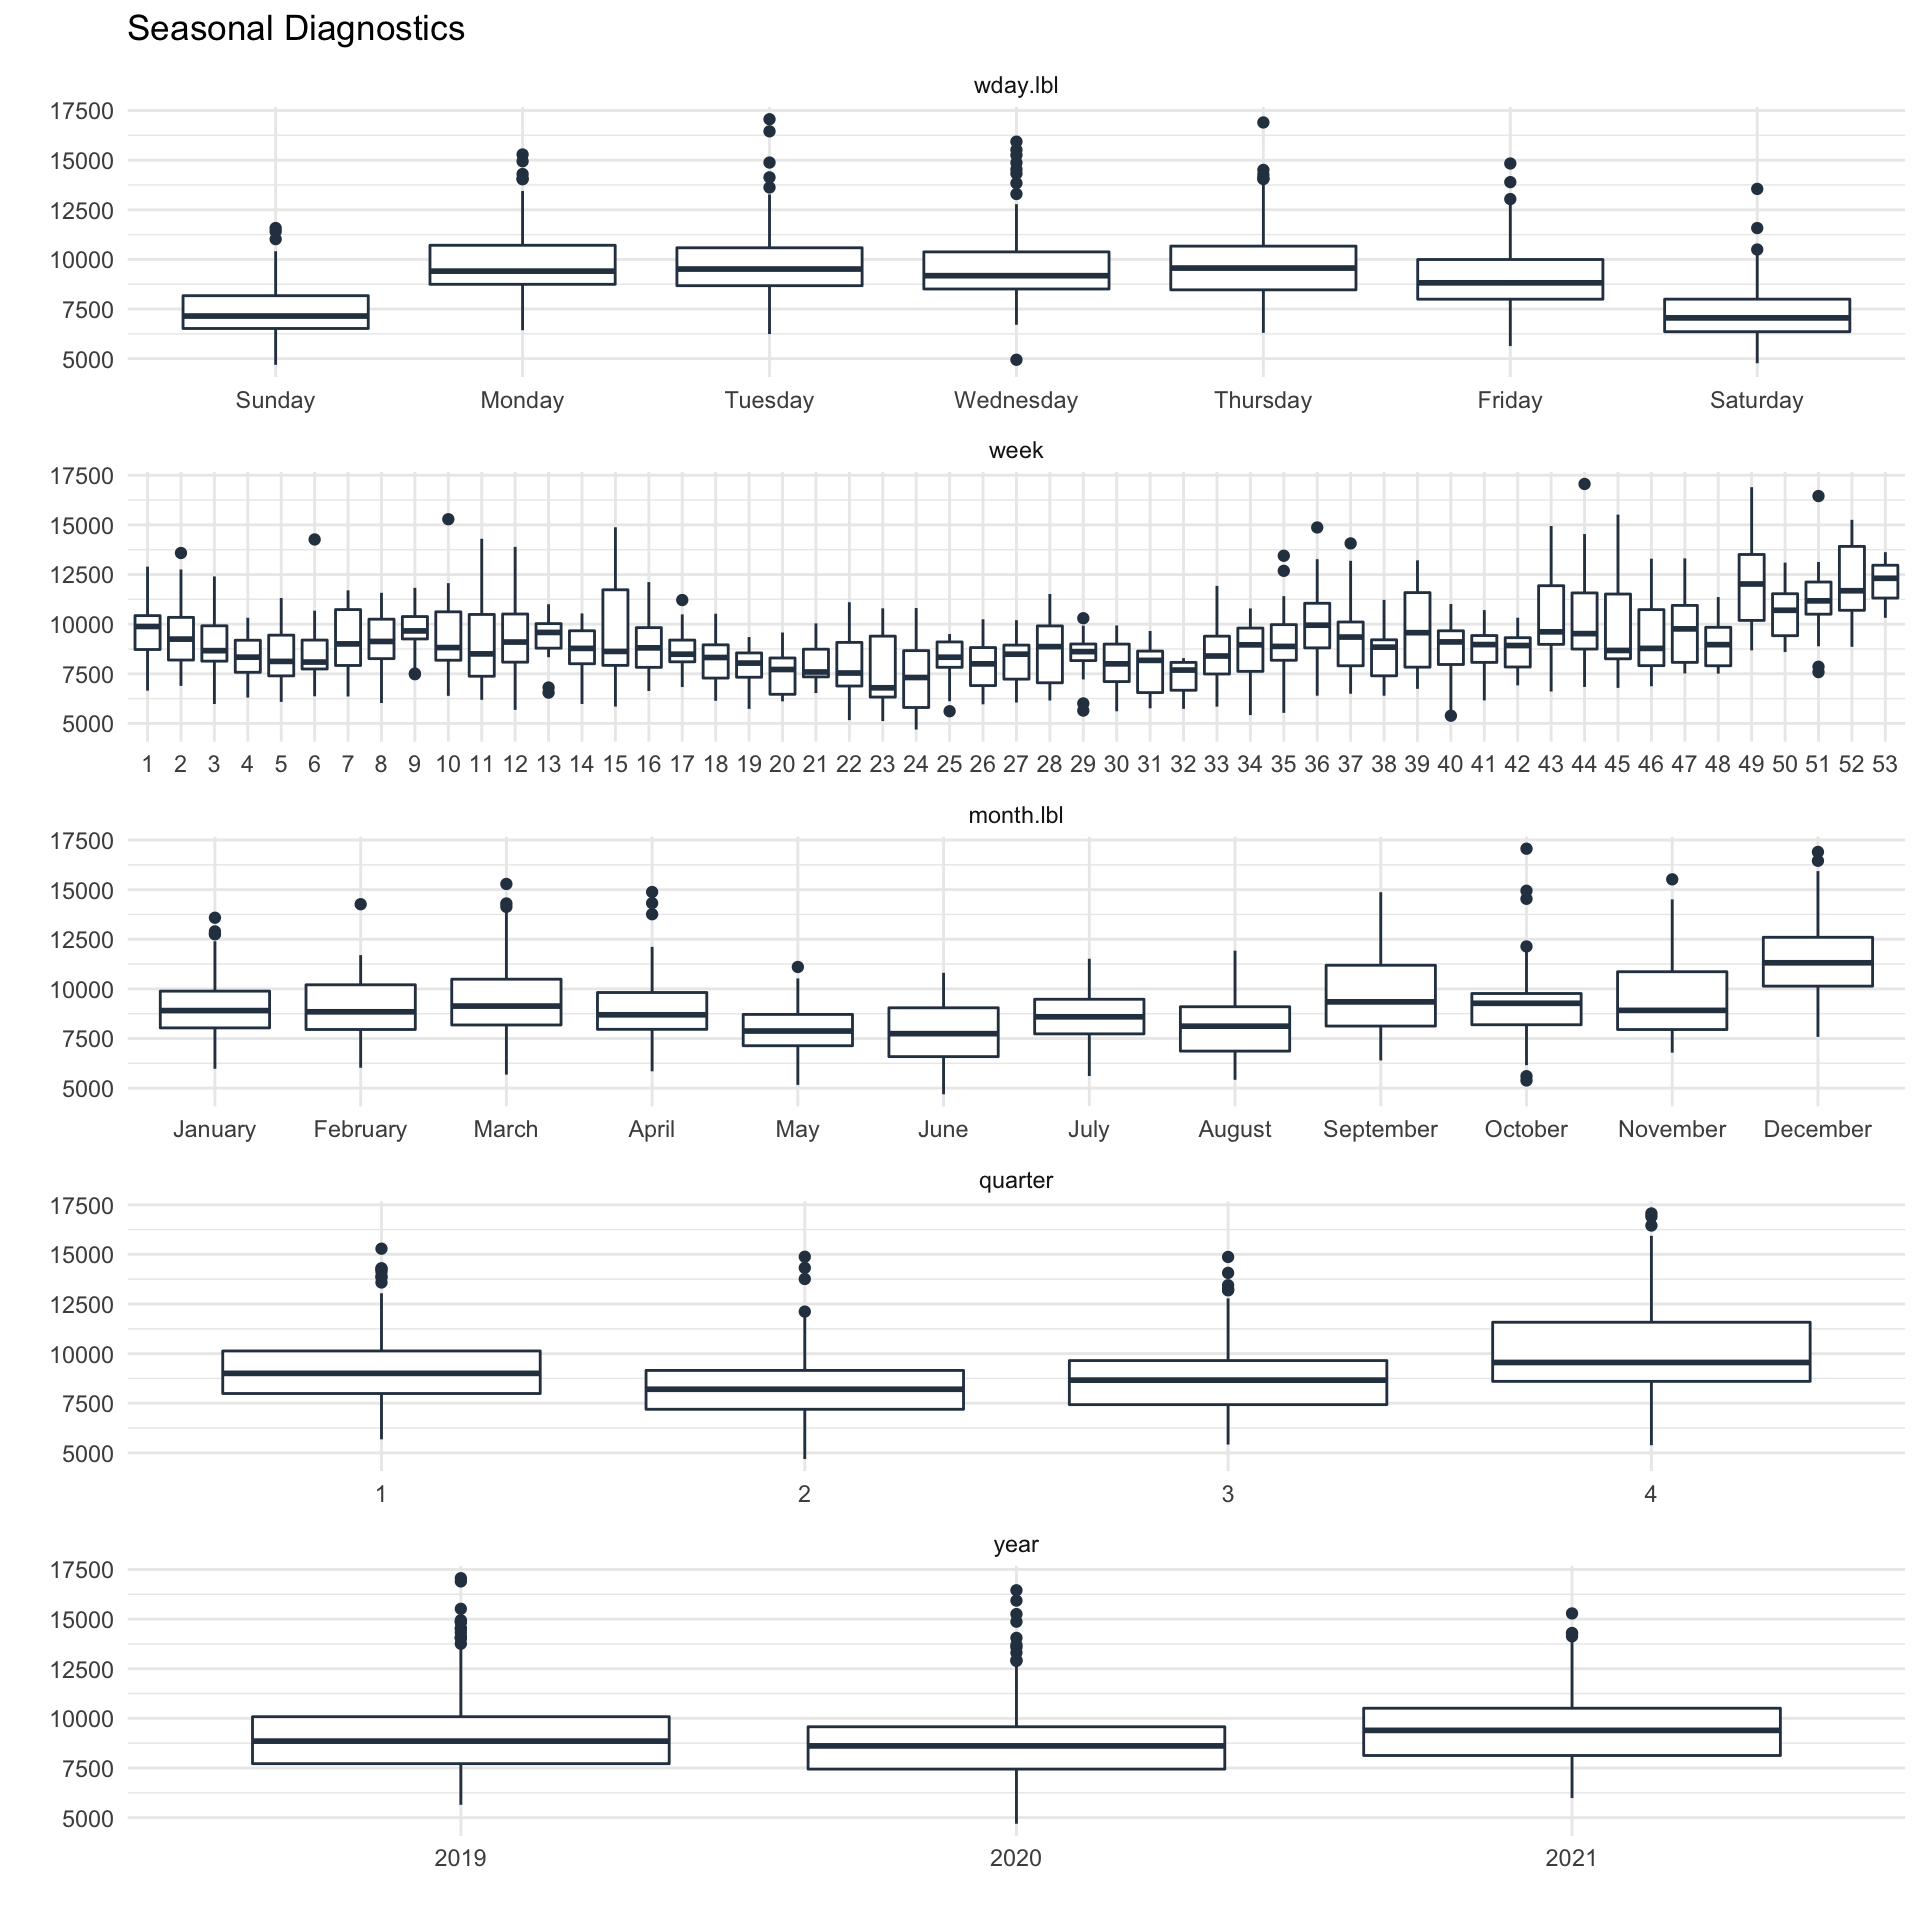 Seasonal Diagnostics
wday.lbl
17500
15000
12500
10000
7500
5000
Sunday Monday Tuesday Wednesday Thursday Friday Saturday
week
17500
15000
12500
10000
7500
5000
1 2 3 4 5 6 7 8 9 10 11 12 13 14 15 16 17 18 19 20 21 22 23 24 25 26 27 28 29 30 31 32 33 34 35 36 37 38 39 40 41 42 43 44 45 46 47 48 49 50 51 52 53
month.lbl
17500
15000
12500
10000
7500
5000
January February March April May June July August September October November December
quarter
17500
15000
12500
10000
7500
5000
1 2 3 4
year
17500
15000
12500
10000
7500
5000
2019 2020 2021